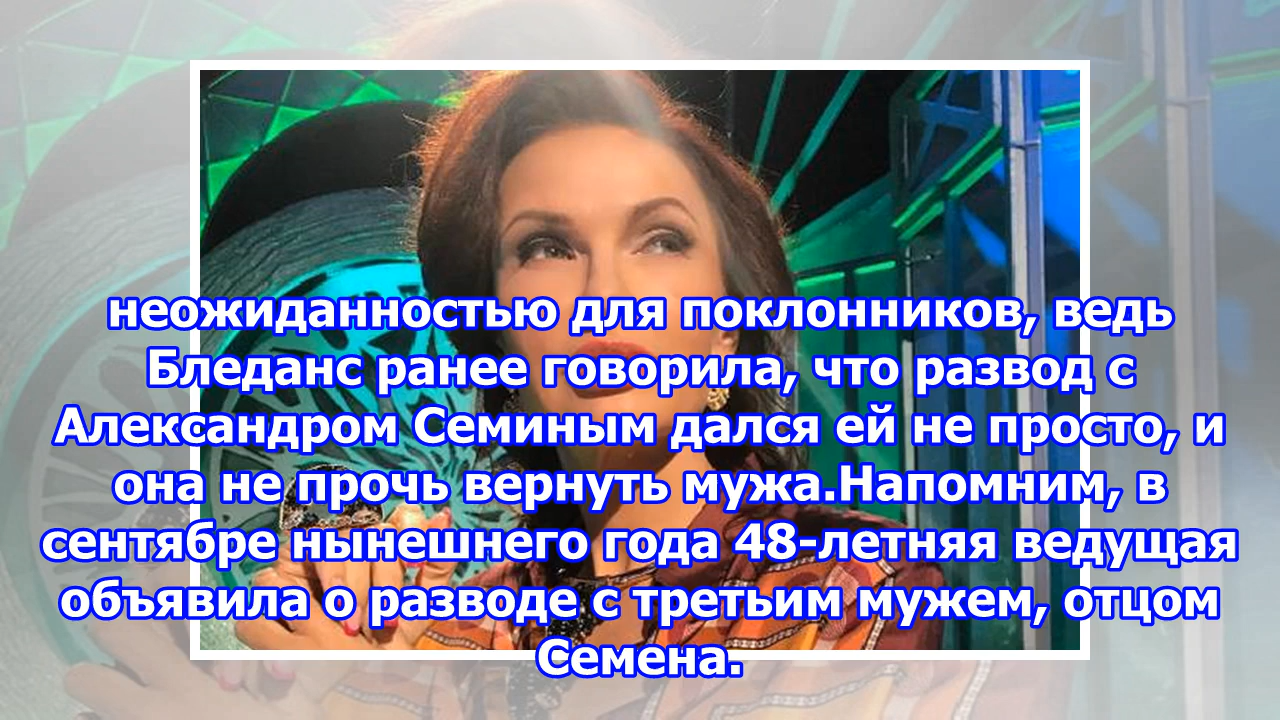 неожиданностью для поклонников, ведь
Бледанс ранее говорила, что развод с
Александром Семиным дался ей не просто, и
она не прочь вернуть мужа.Напомним, в
сентябре нынешнего года 48-летняя ведущая
объявила о разводе с третьим мужем, отцом
Семена.